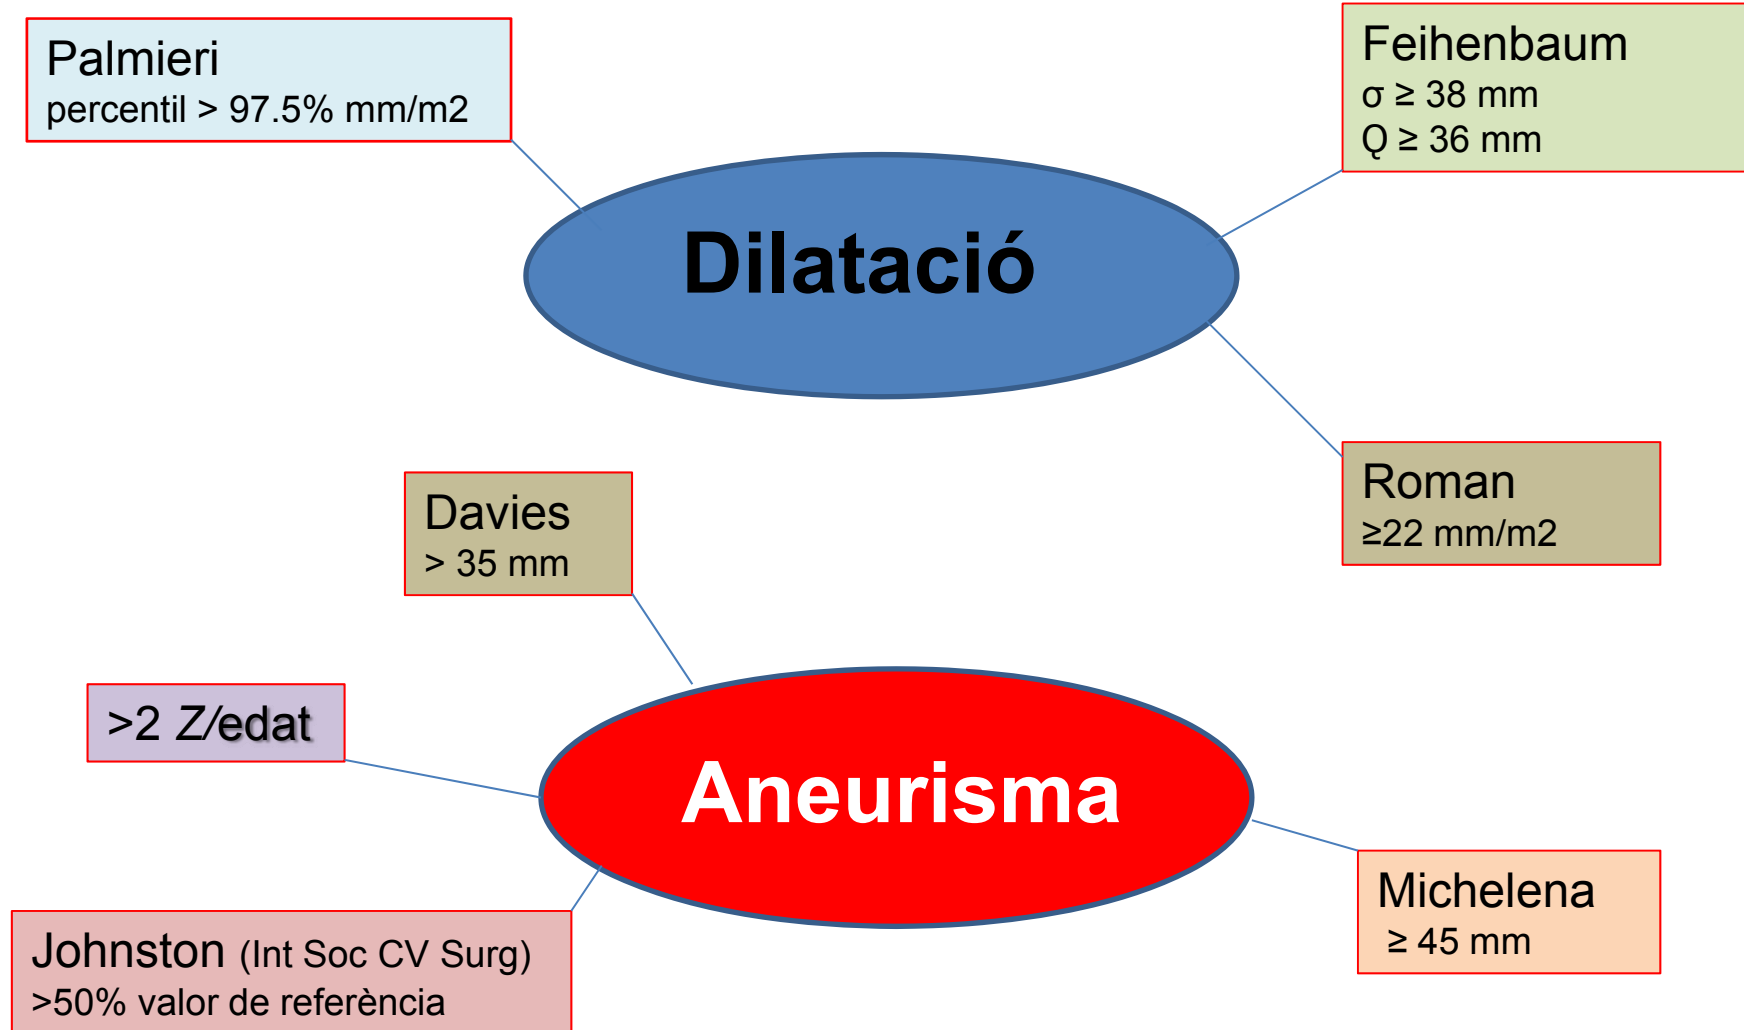 Palmieri
percentil > 97.5% mm/m2
Feihenbaum
σ ≥ 38 mm
Q ≥ 36 mm
Dilatació
Roman
≥22 mm/m2
Davies
> 35 mm
>2 Z/edat
Aneurisma
Michelena
≥ 45 mm
Johnston (Int Soc CV Surg)
>50% valor de referència